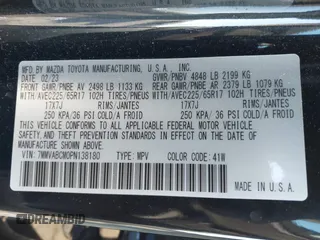 MFD. BY MAZDA TOYOTA MANUFACTURING, U.S.A., INC.
DATE 02/23 GVWR/PNBV 4848 LB 2199 KG
FRONT GAWR/PNBE AV 2498 LB 1133 KG REAR GAWR/PNBE AR 2379 LB 1079 KG
WITH/AVEC225/65R17 102H TIRES/PNEUS WITH/AVEC225/65R17 102H TIRES/PNEUS
17X7J RIMS/JANTES 17X7J RIMS/JANTES
250 KPA/ 36 PSI COLD/A FROID 250 KPA/ 36 PSI COLD/A FROID
THIS VEHICLE CONFORMS TO ALL APPLICABLE FEDERAL MOTOR
VEHICLE SAFETY, BUMPER, AND THEFT PREVENTION STANDARDS
IN EFFECT ON THE DATE OF MANUFACTURE SHOWN ABOVE.
VIN: 7MMVABCM0PN138180 TYPE: MPV COLOR CODE: 41W
MADE IN U.S.A.
DREAMBID